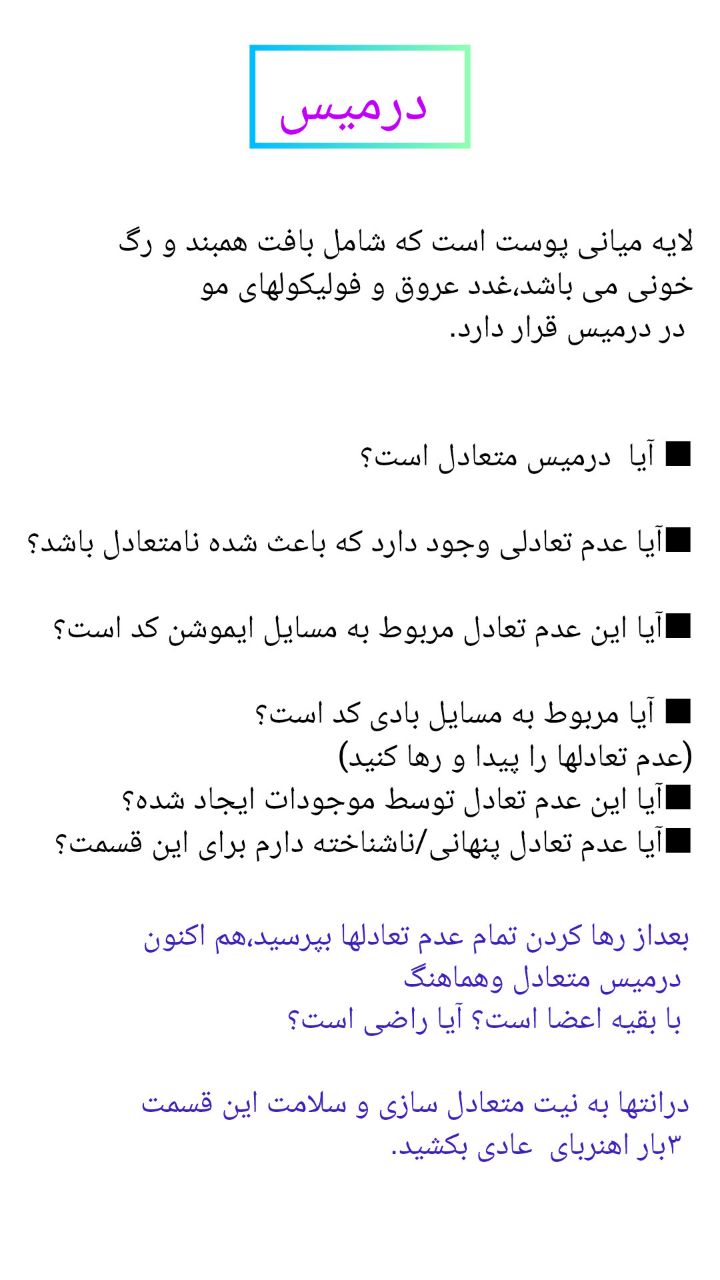 درمیس
لایه میانی پوست است که شامل بافت همبند و رگ
خونی می باشد،غدد عروق و فولیکولهای مو
در درمیس قرار دارد.
■ آیا درمیس متعادل است؟
■آیا عدم تعادلی وجود دارد که باعث شده نامتعادل باشد؟
■آیا این عدم تعادل مربوط به مسایل ایموشن کد است؟
■ آیا مربوط به مسایل بادی کد است؟
(عدم تعادلها را پیدا و رها کنید)
■آیا این عدم تعادل توسط موجودات ایجاد شده؟
■آیا عدم تعادل پنهانی/ناشناخته دارم برای این قسمت؟
بعداز رها کردن تمام عدم تعادلها بپرسید،هم اکنون
درمیس متعادل وهماهنگ
با بقیه اعضا است؟ آیا راضی است؟
درانتها به نیت متعادل سازی و سلامت این قسمت
۳بار اهنربای عادی بکشید.